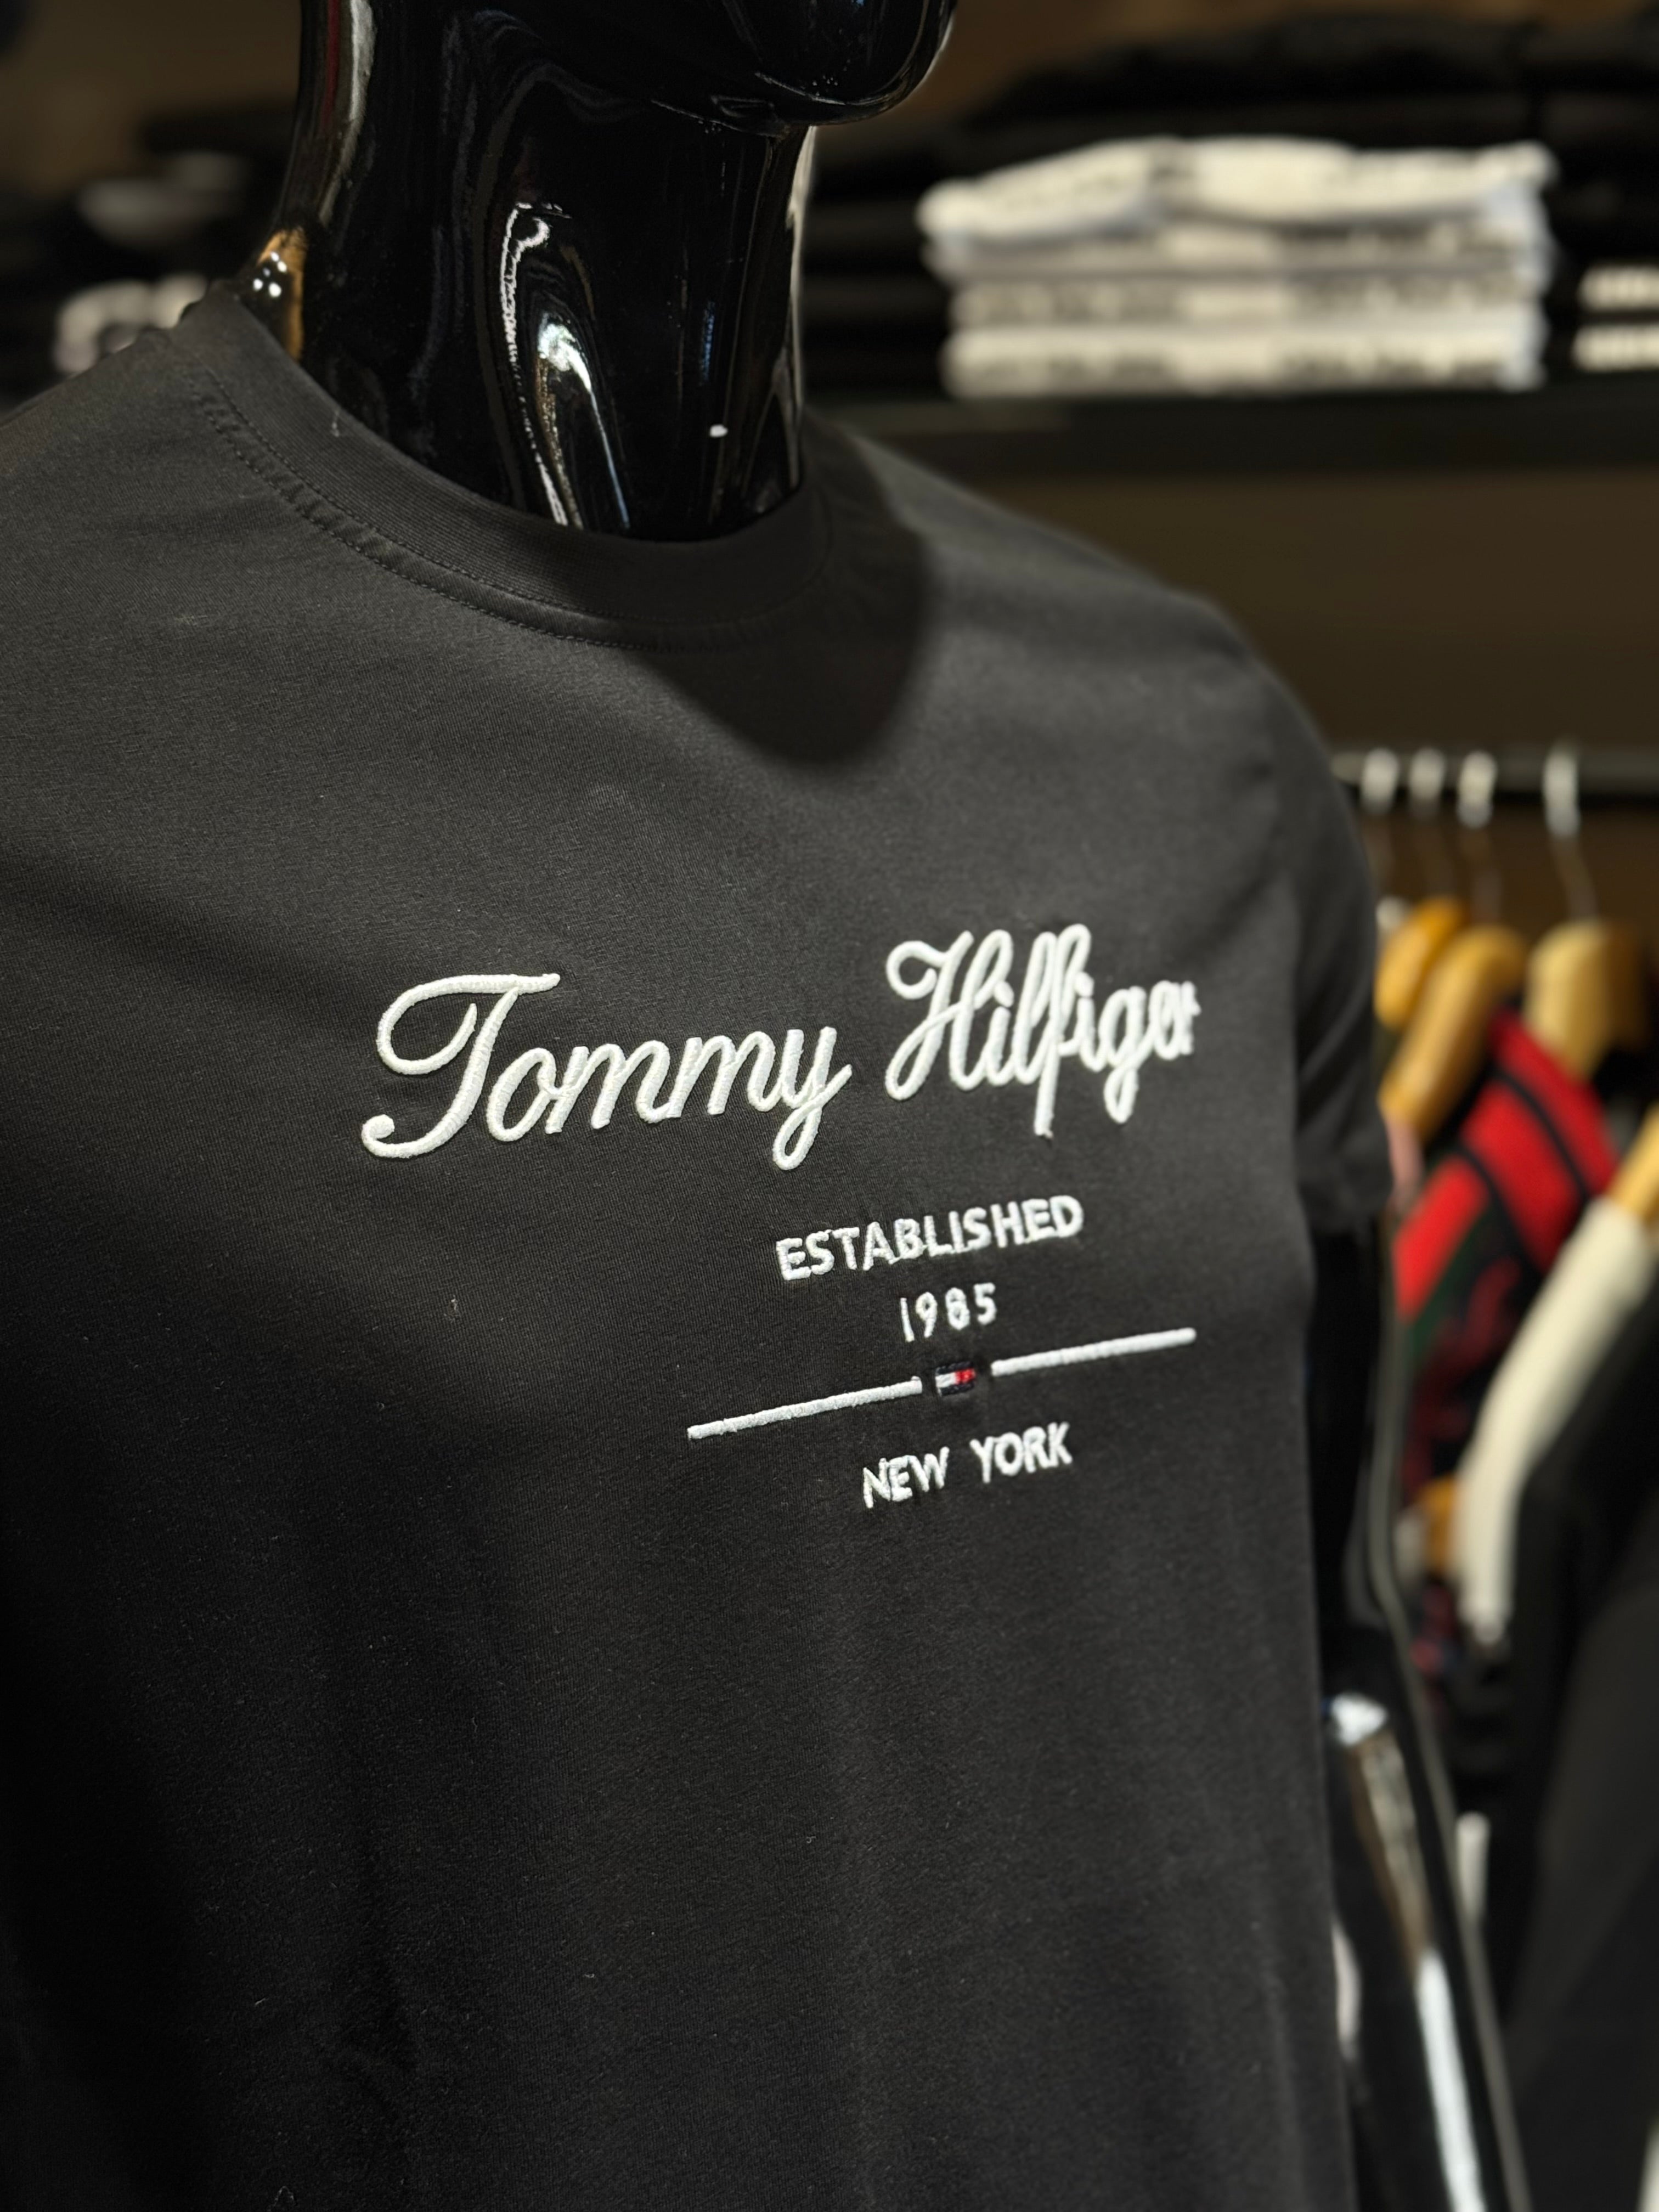 Tommy Hilfiger
ESTABLISHED
1985
NEW YORK